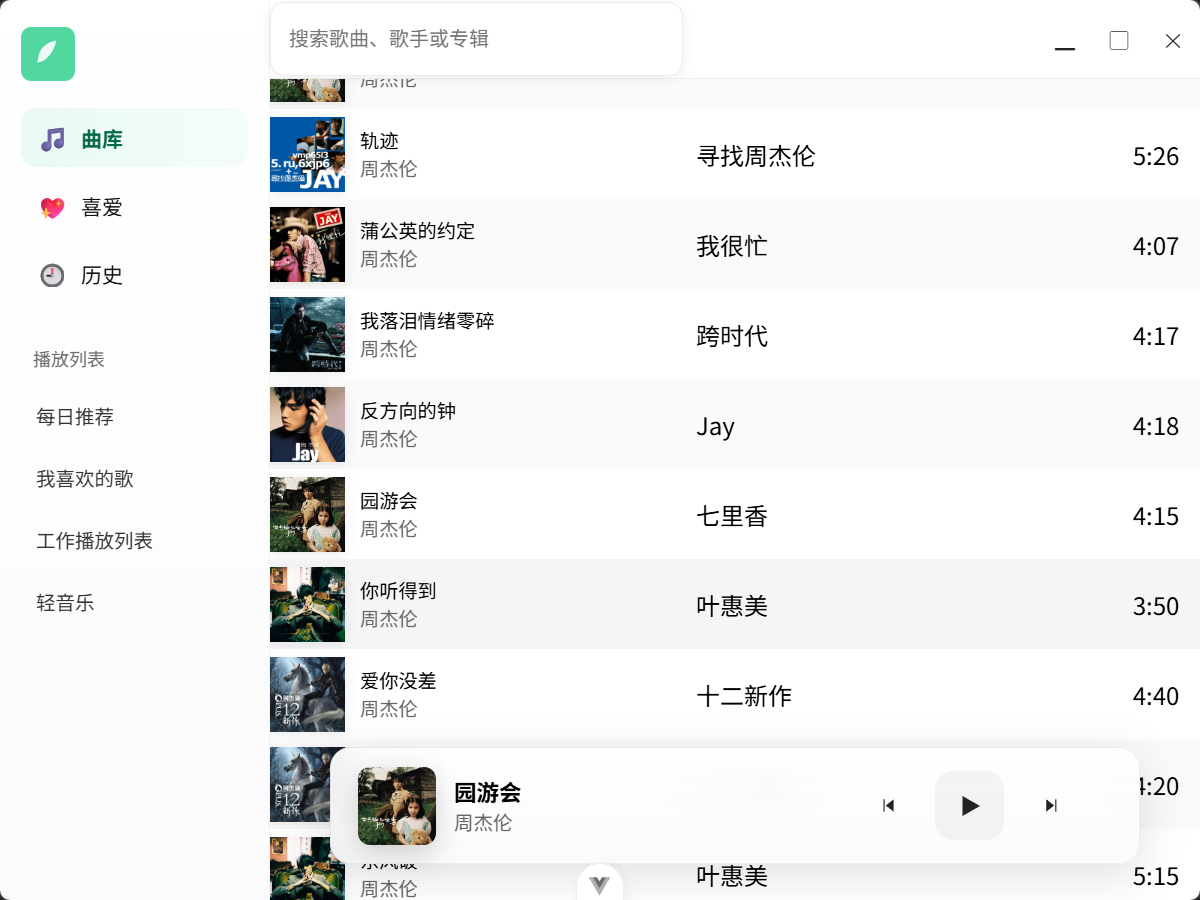 搜索歌曲、歌手或专辑
曲库
喜爱
历史
播放列表
每日推荐
我喜欢的歌
工作播放列表
轻音乐
周杰伦
轨迹
周杰伦
寻找周杰伦
5:26
蒲公英的约定
周杰伦
我很忙
4:07
我落泪情绪零碎
周杰伦
跨时代
4:17
反方向的钟
周杰伦
Jay
4:18
园游会
周杰伦
七里香
4:15
你听得到
周杰伦
叶惠美
3:50
爱你没差
周杰伦
十二新作
4:40
4:20
周杰伦
叶惠美
5:15
园游会
周杰伦